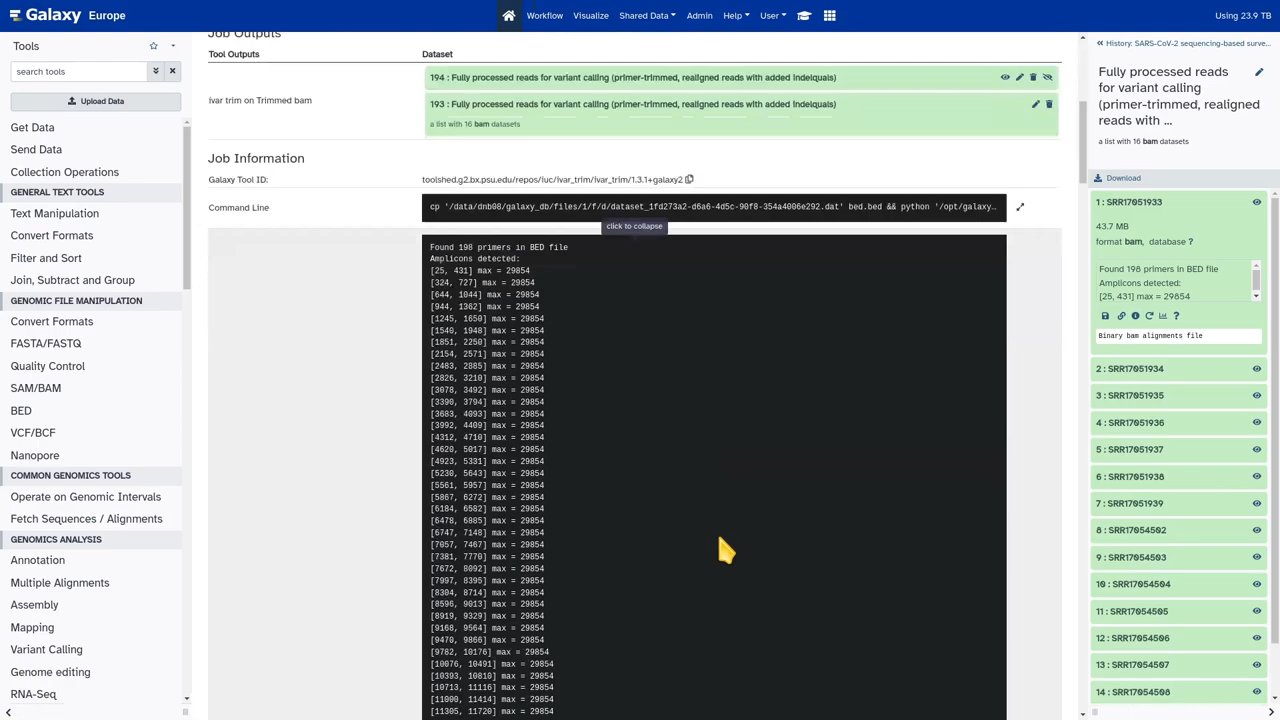 Galaxy Europe
Workflow
Visualize
Shared Data
Admin
Help
User
Using 23.9 TB
Tools
search tools
Upload Data
Get Data
Send Data
Collection Operations
GENERAL TEXT TOOLS
Text Manipulation
Convert Formats
Filter and Sort
Join, Subtract and Group
GENOMIC FILE MANIPULATION
Convert Formats
FASTA/FASTQ
Quality Control
SAM/BAM
BED
VCF/BCF
Nanopore
COMMON GENOMICS TOOLS
Operate on Genomic Intervals
Fetch Sequences / Alignments
GENOMICS ANALYSIS
Annotation
Multiple Alignments
Assembly
Mapping
Variant Calling
Genome editing
RNA-Seq
Job Outputs
Tool Outputs
Dataset
ivar trim on Trimmed bam
194 : Fully processed reads for variant calling (primer-trimmed, realigned reads with added indelquals)
193 : Fully processed reads for variant calling (primer-trimmed, realigned reads with added indelquals)
a list with 16 bam datasets
Job Information
Galaxy Tool ID:
toolshed.g2.bx.psu.edu/repos/iuc/ivar_trim/ivar_trim/1.3.1+galaxy2
Command Line
cp '/data/dnb08/galaxy_db/files/1/f/d/dataset_1fd273a2-d6a6-4d5c-90f8-354a4006e292.dat' bed.bed && python '/opt/galaxy…
click to collapse
Found 198 primers in BED file
Amplicons detected:
[25, 431] max = 29854
[324, 727] max = 29854
[644, 1044] max = 29854
[944, 1362] max = 29854
[1245, 1650] max = 29854
[1540, 1948] max = 29854
[1851, 2250] max = 29854
[2154, 2571] max = 29854
[2483, 2885] max = 29854
[2826, 3210] max = 29854
[3078, 3492] max = 29854
[3390, 3794] max = 29854
[3683, 4093] max = 29854
[3992, 4409] max = 29854
[4312, 4710] max = 29854
[4620, 5017] max = 29854
[4923, 5331] max = 29854
[5230, 5643] max = 29854
[5561, 5957] max = 29854
[5867, 6272] max = 29854
[6184, 6582] max = 29854
[6478, 6885] max = 29854
[6747, 7148] max = 29854
[7057, 7467] max = 29854
[7381, 7770] max = 29854
[7672, 8092] max = 29854
[7997, 8395] max = 29854
[8304, 8714] max = 29854
[8596, 9013] max = 29854
[8919, 9329] max = 29854
[9168, 9564] max = 29854
[9470, 9866] max = 29854
[9782, 10176] max = 29854
[10076, 10491] max = 29854
[10393, 10810] max = 29854
[10713, 11116] max = 29854
[11000, 11414] max = 29854
[11305, 11720] max = 29854
History: SARS-CoV-2 sequencing-based surve...
Fully processed reads
for variant calling
(primer-trimmed, realigned
reads with ...
a list with 16 bam datasets
Download
1 : SRR17051933
43.7 MB
format bam, database ?
Found 198 primers in BED file
Amplicons detected:
[25, 431] max = 29854
Binary bam alignments file
2 : SRR17051934
3 : SRR17051935
4 : SRR17051936
5 : SRR17051937
6 : SRR17051938
7 : SRR17051939
8 : SRR17054502
9 : SRR17054503
10 : SRR17054504
11 : SRR17054505
12 : SRR17054506
13 : SRR17054507
14 : SRR17054508